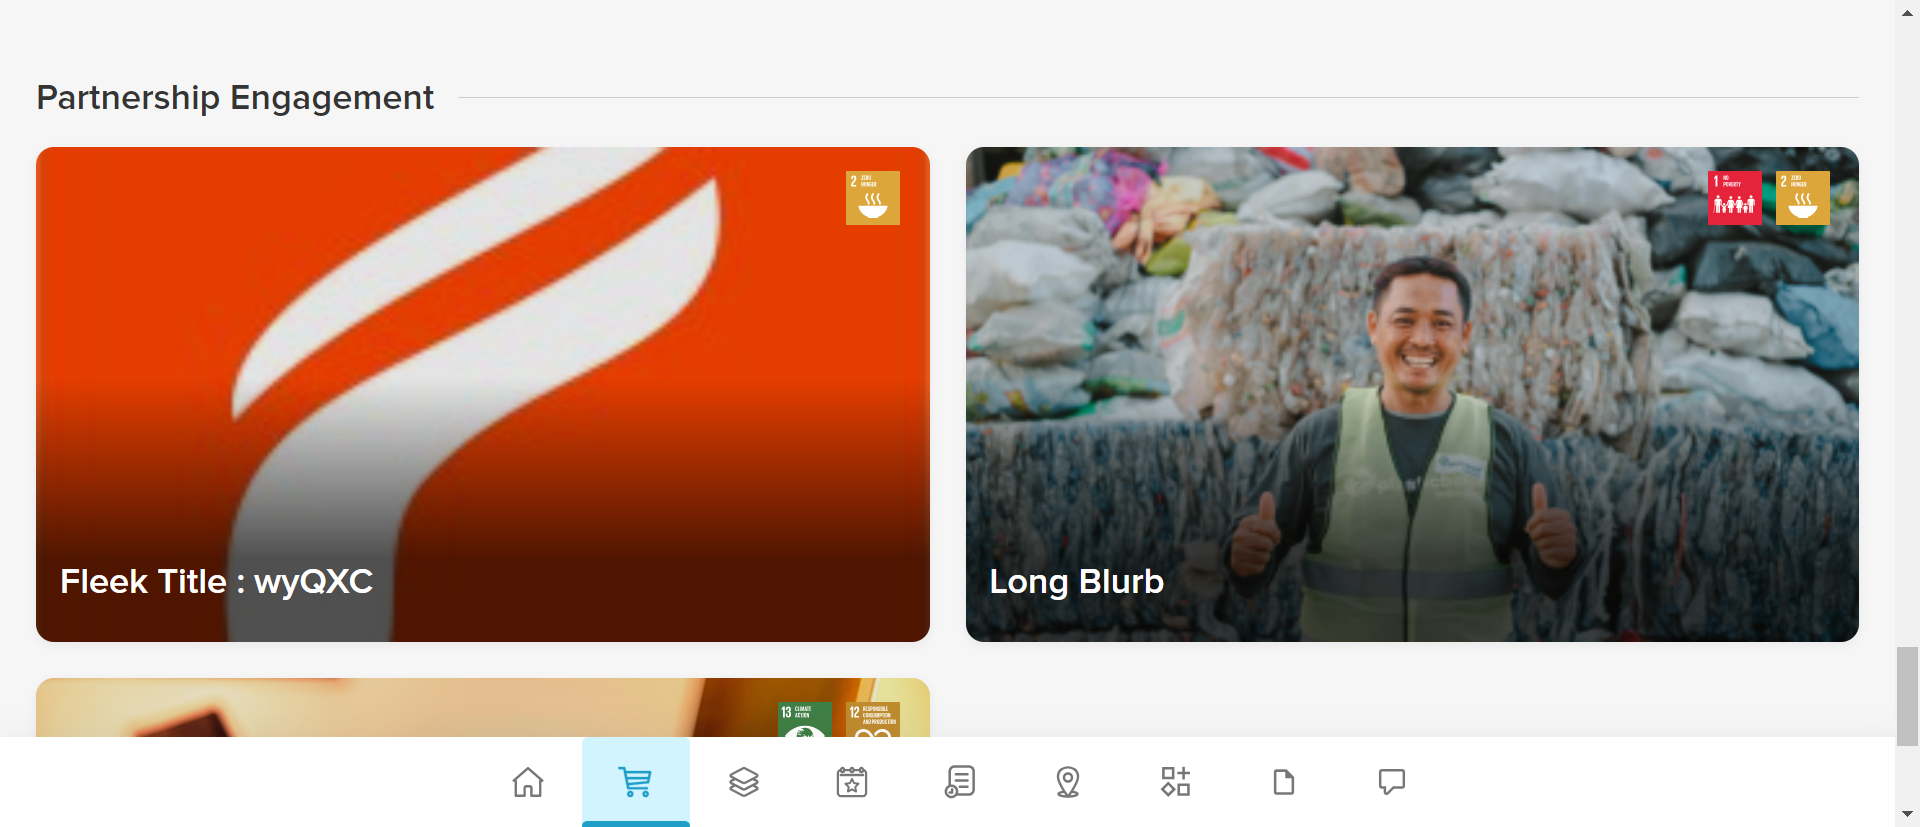 Partnership Engagement
2 ZERO
HUNGER
1 NO
POVERTY
2 ZERO
HUNGER
Fleek Title : wyQXC
Long Blurb
13 CLIMATE
ACTION
12 RESPONSIBLE
CONSUMPTION
AND PRODUCTION